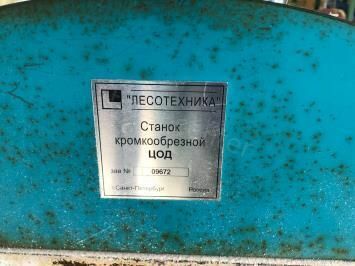 "ЛЕСОТЕХНИКА"
Станок
кромкообрезной
ЦОД
зав № 09672
г.Санкт-Петербург Россия